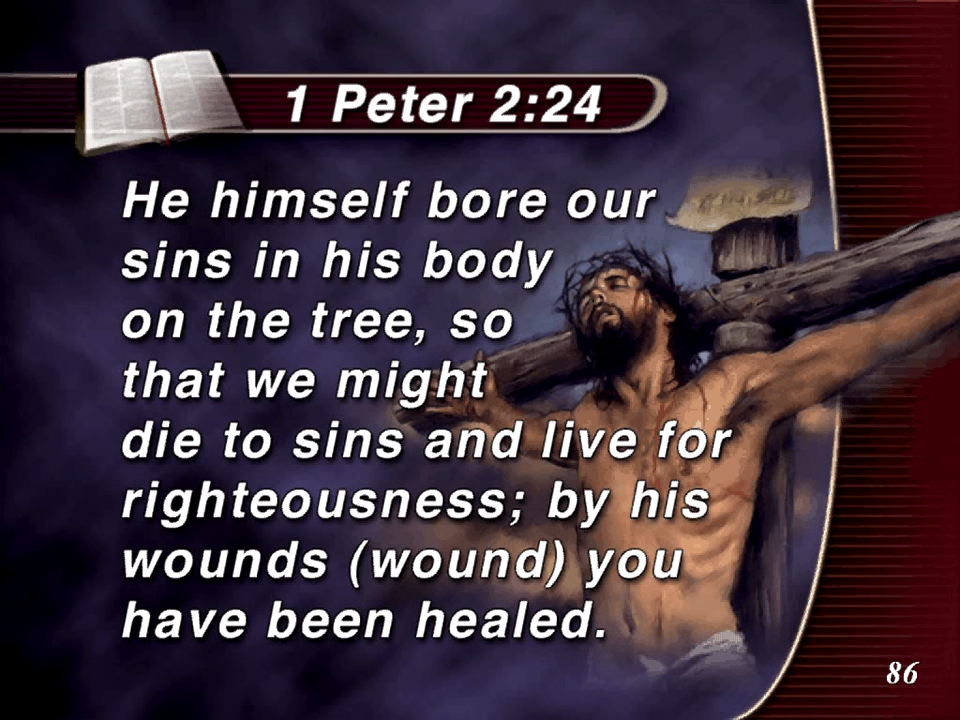 1 Peter 2:24
He himself bore our
sins in his body
on the tree, so
that we might
die to sins and live for
righteousness; by his
wounds (wound) you
have been healed.
86